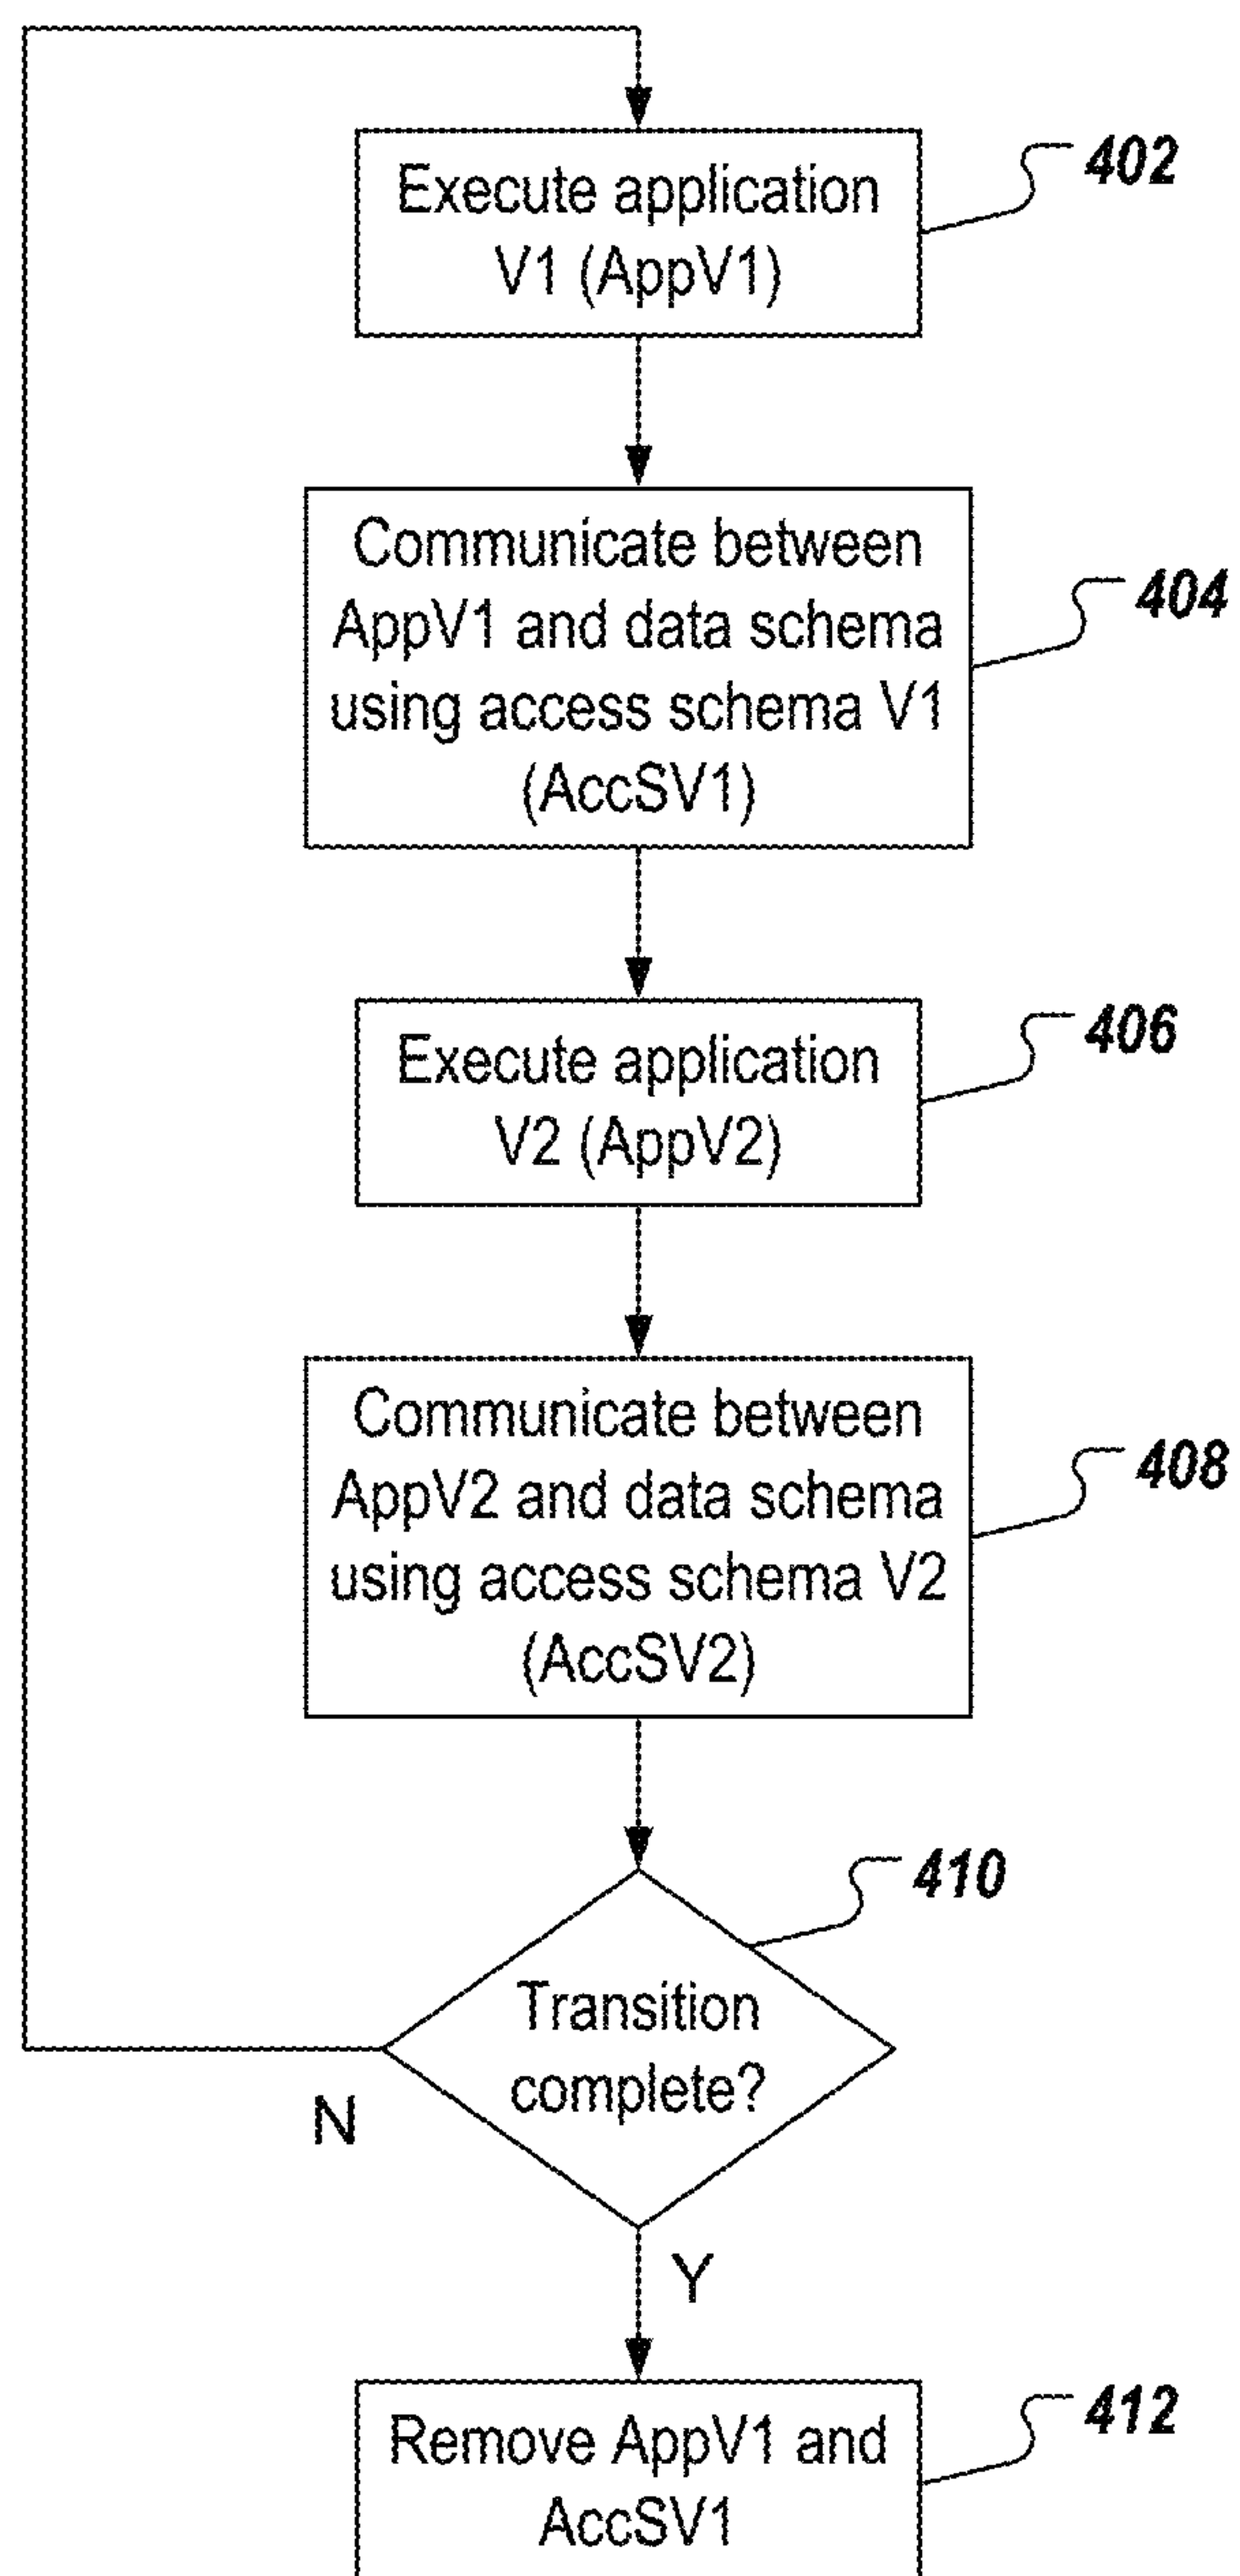 Execute application
V1 (AppV1)
402
Communicate between
AppV1 and data schema
using access schema V1
(AccSV1)
404
Execute application
V2 (AppV2)
406
Communicate between
AppV2 and data schema
using access schema V2
(AccSV2)
408
410
Transition
complete?
N
Y
Remove AppV1 and
AccSV1
412